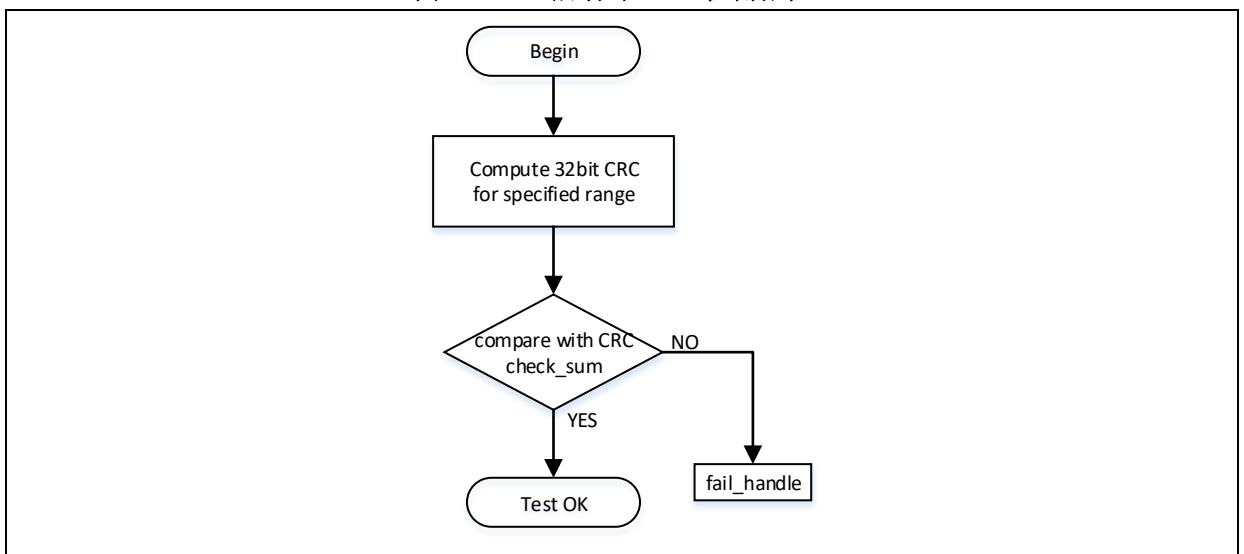 Begin
Compute 32bit CRC
for specified range
compare with CRC
check_sum
NO
YES
fail_handle
Test OK